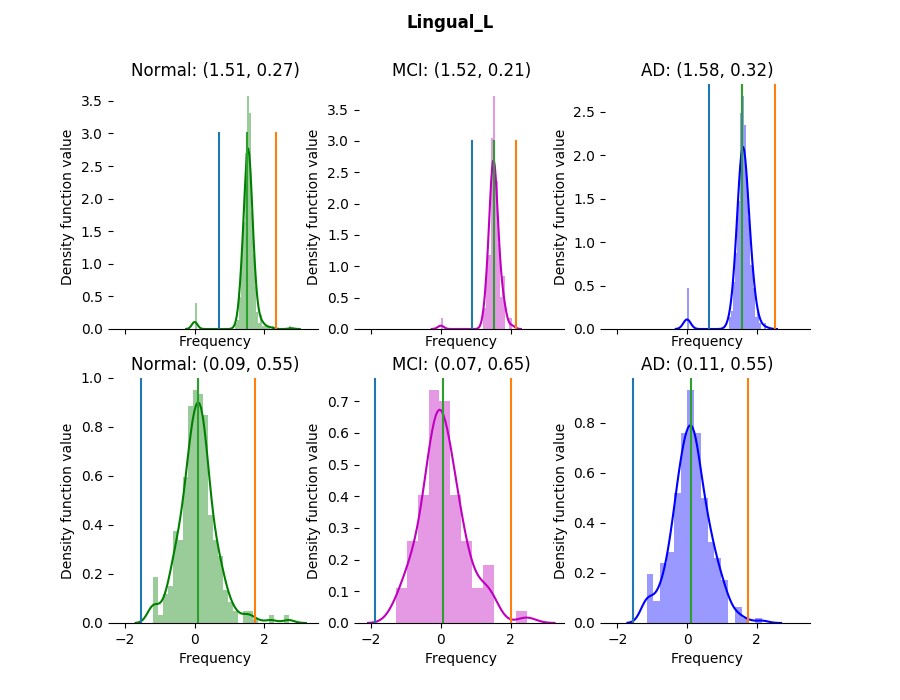 Lingual_L
Normal: (1.51, 0.27)
MCI: (1.52, 0.21)
AD: (1.58, 0.32)
Density function value
3.5
3.0
2.5
2.0
1.5
1.0
0.5
0.0
Frequency
Density function value
3.5
3.0
2.5
2.0
1.5
1.0
0.5
0.0
Frequency
Density function value
2.5
2.0
1.5
1.0
0.5
0.0
Frequency
Normal: (0.09, 0.55)
MCI: (0.07, 0.65)
AD: (0.11, 0.55)
Density function value
1.0
0.8
0.6
0.4
0.2
0.0
−2 0 2
Frequency
Density function value
0.7
0.6
0.5
0.4
0.3
0.2
0.1
0.0
−2 0 2
Frequency
Density function value
0.8
0.6
0.4
0.2
0.0
−2 0 2
Frequency